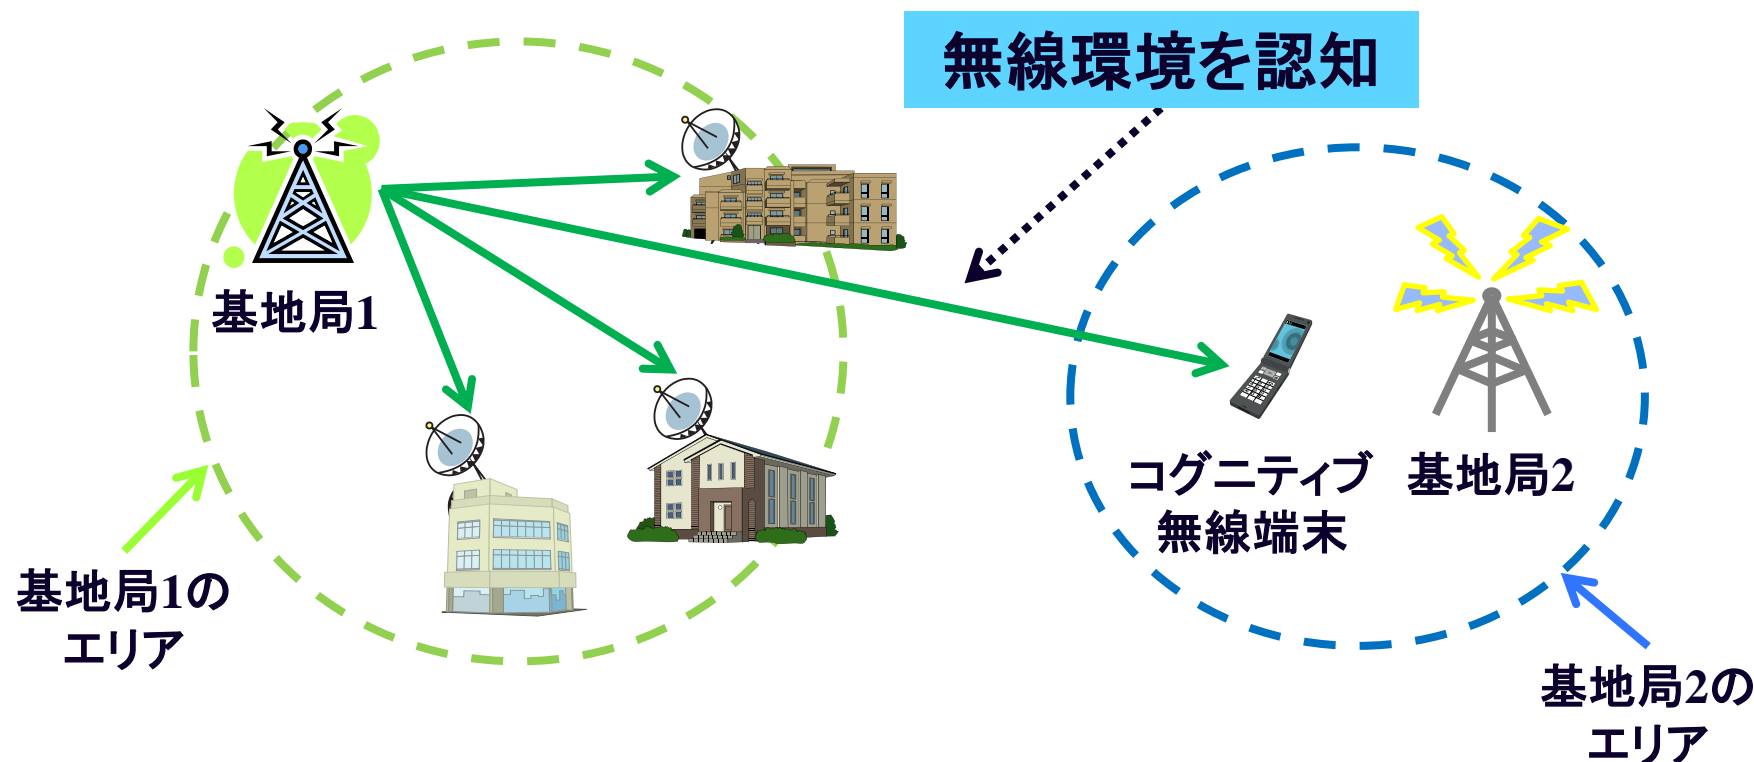 無線環境を認知
基地局1
コグニティブ
無線端末
基地局2
基地局1の
エリア
基地局2の
エリア